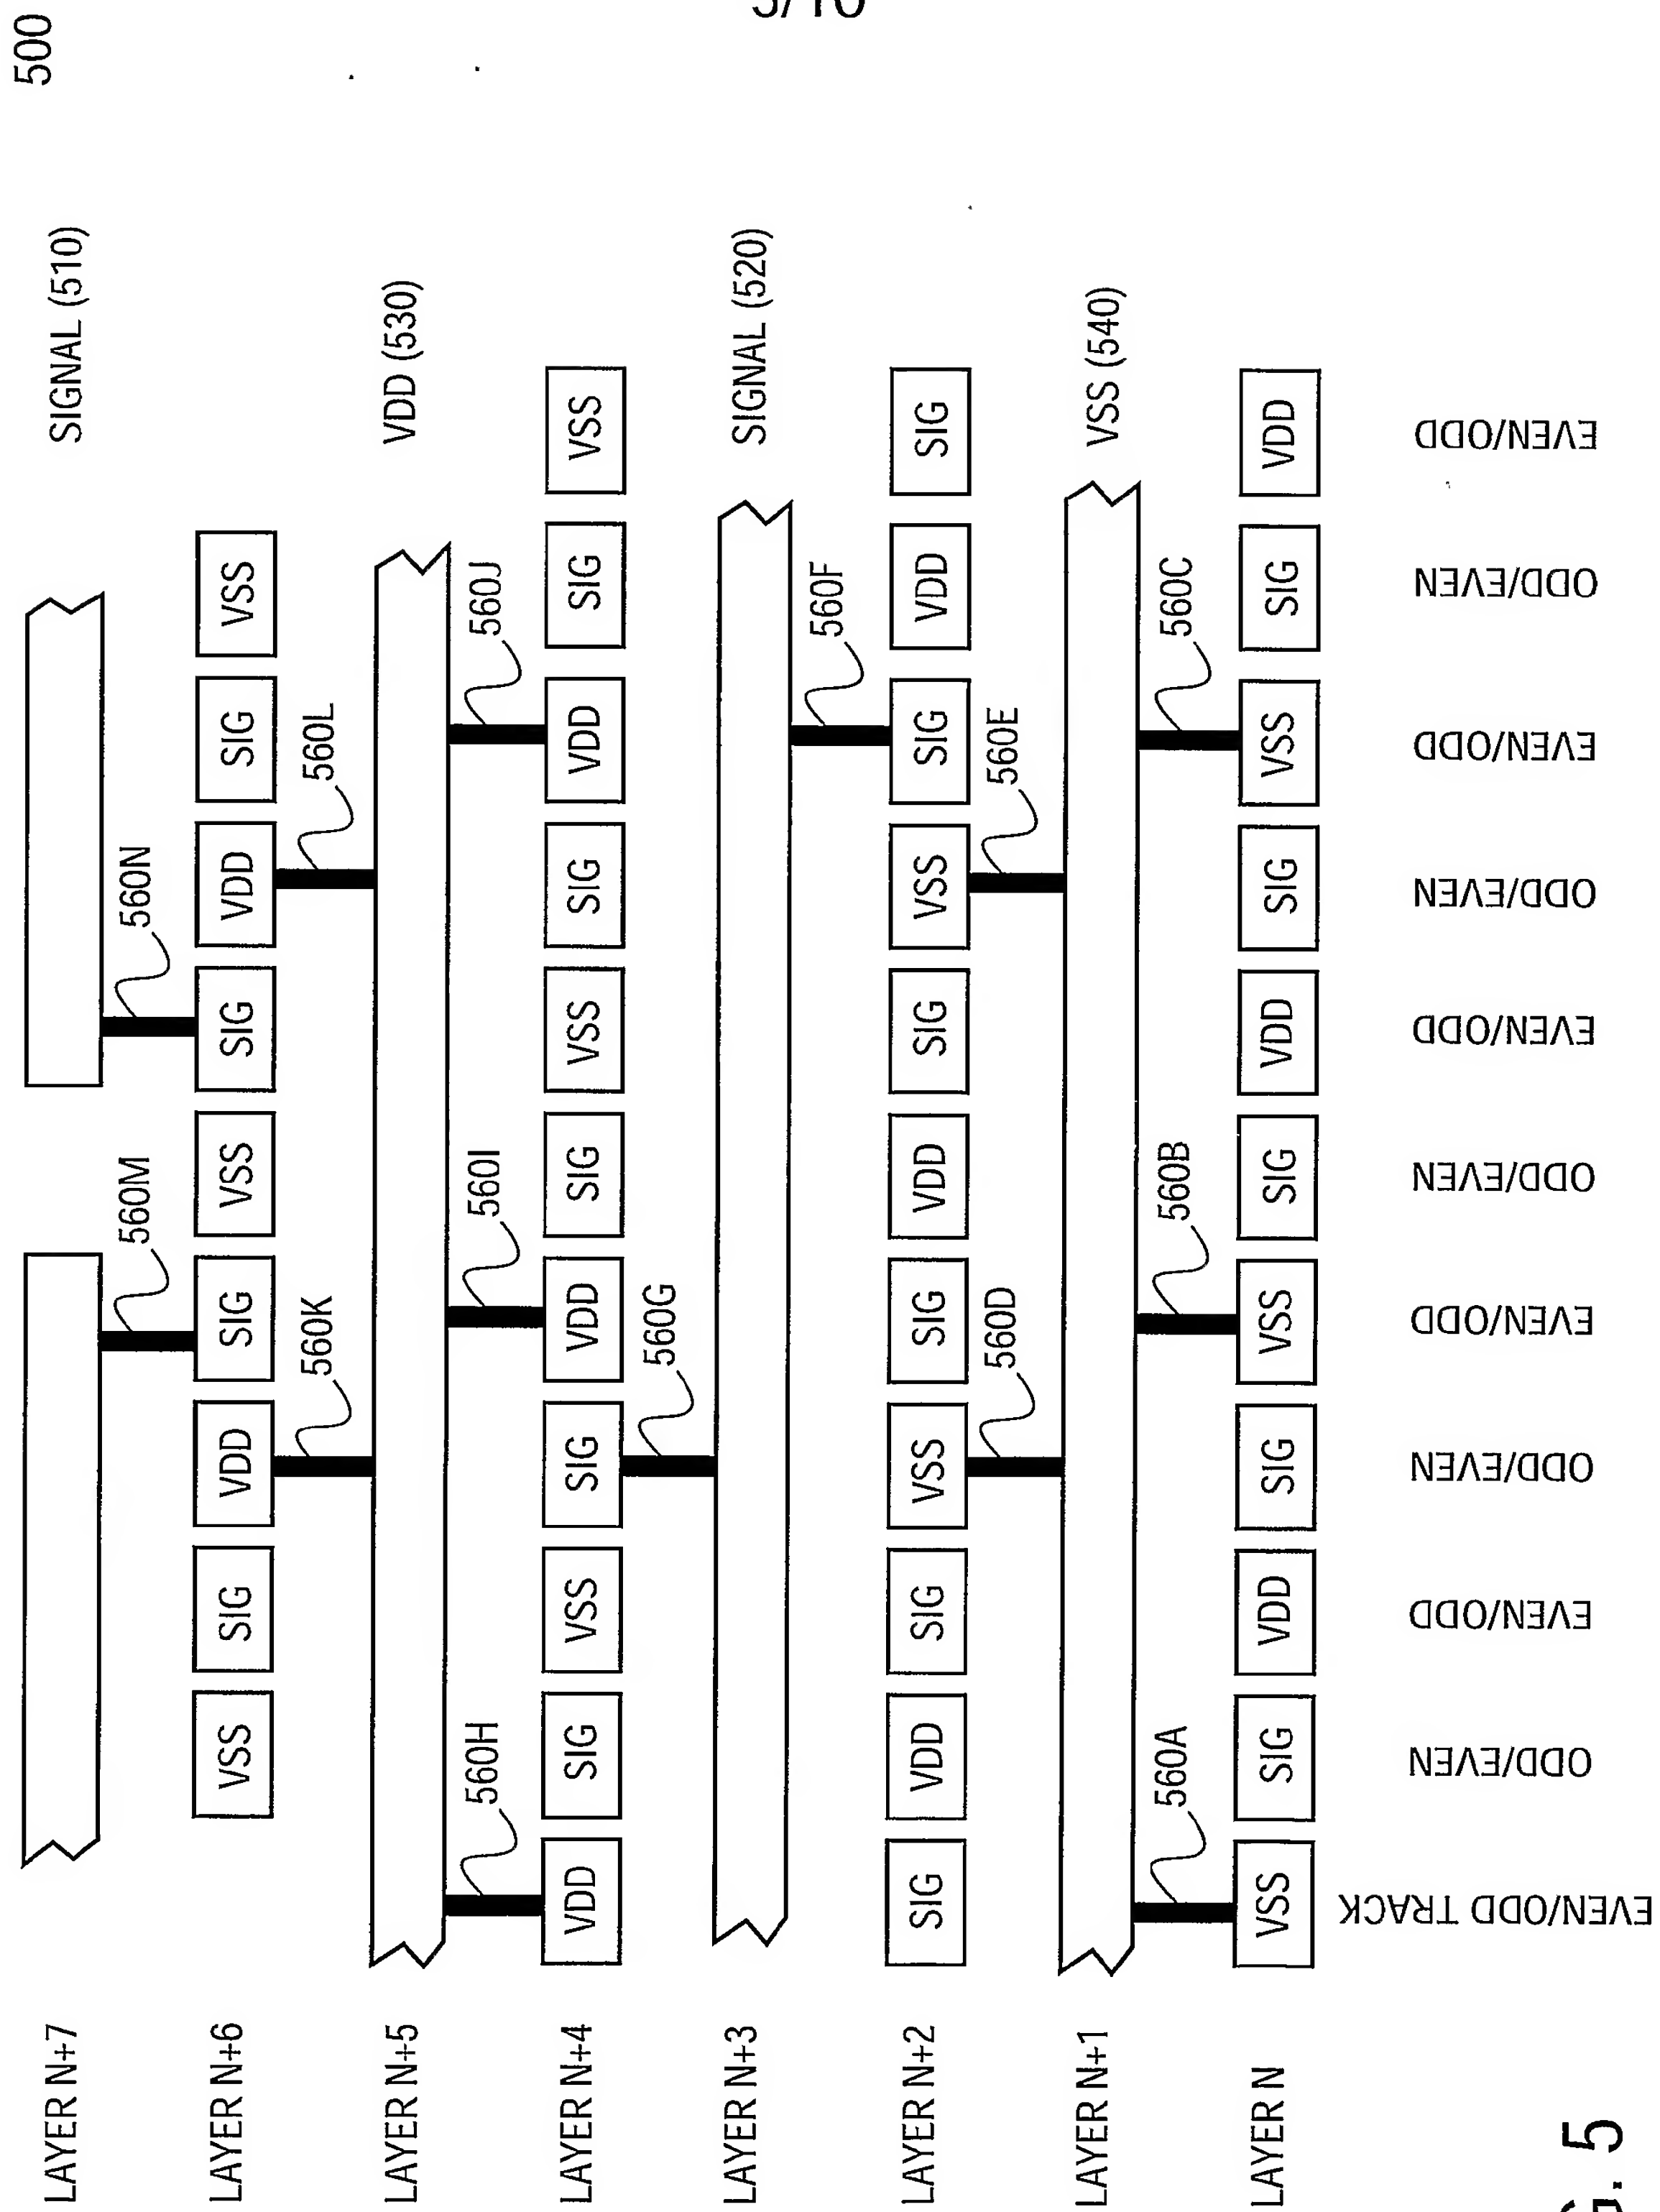 500
LAYER N+7 SIGNAL (510)
560M 560N
LAYER N+6 VSS SIG VDD SIG VSS SIG VDD SIG VSS
560K 560L
LAYER N+5 VDD (530)
560H 560I 560J
LAYER N+4 VDD SIG VSS SIG VDD SIG VSS SIG VDD SIG VSS
560G
LAYER N+3 SIGNAL (520)
560F
LAYER N+2 SIG VDD SIG VSS SIG VDD SIG VSS SIG VDD SIG
560D 560E
LAYER N+1 VSS (540)
560A 560B 560C
LAYER N VSS SIG VDD SIG VSS SIG VDD SIG VSS SIG VDD
EVEN/ODD TRACK
ODD/EVEN
EVEN/ODD
ODD/EVEN
EVEN/ODD
ODD/EVEN
EVEN/ODD
ODD/EVEN
EVEN/ODD
ODD/EVEN
EVEN/ODD
G. 5